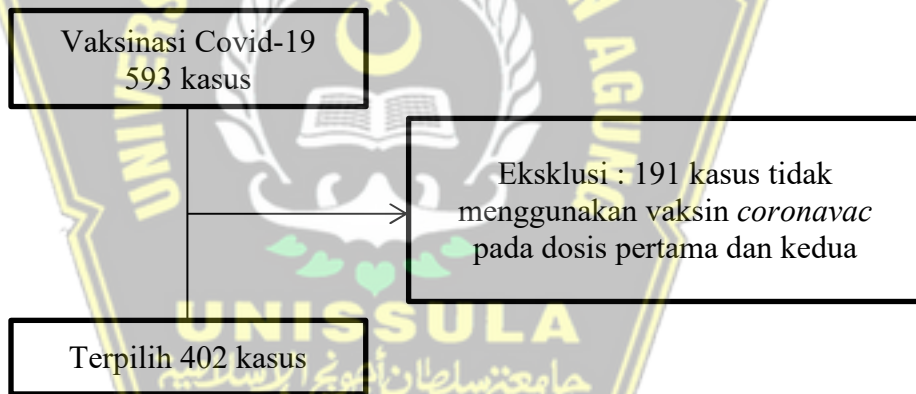 Vaksinasi Covid-19
593 kasus
Eksklusi : 191 kasus tidak
menggunakan vaksin coronavac
pada dosis pertama dan kedua
Terpilih 402 kasus
UNISSULA
AGUNG